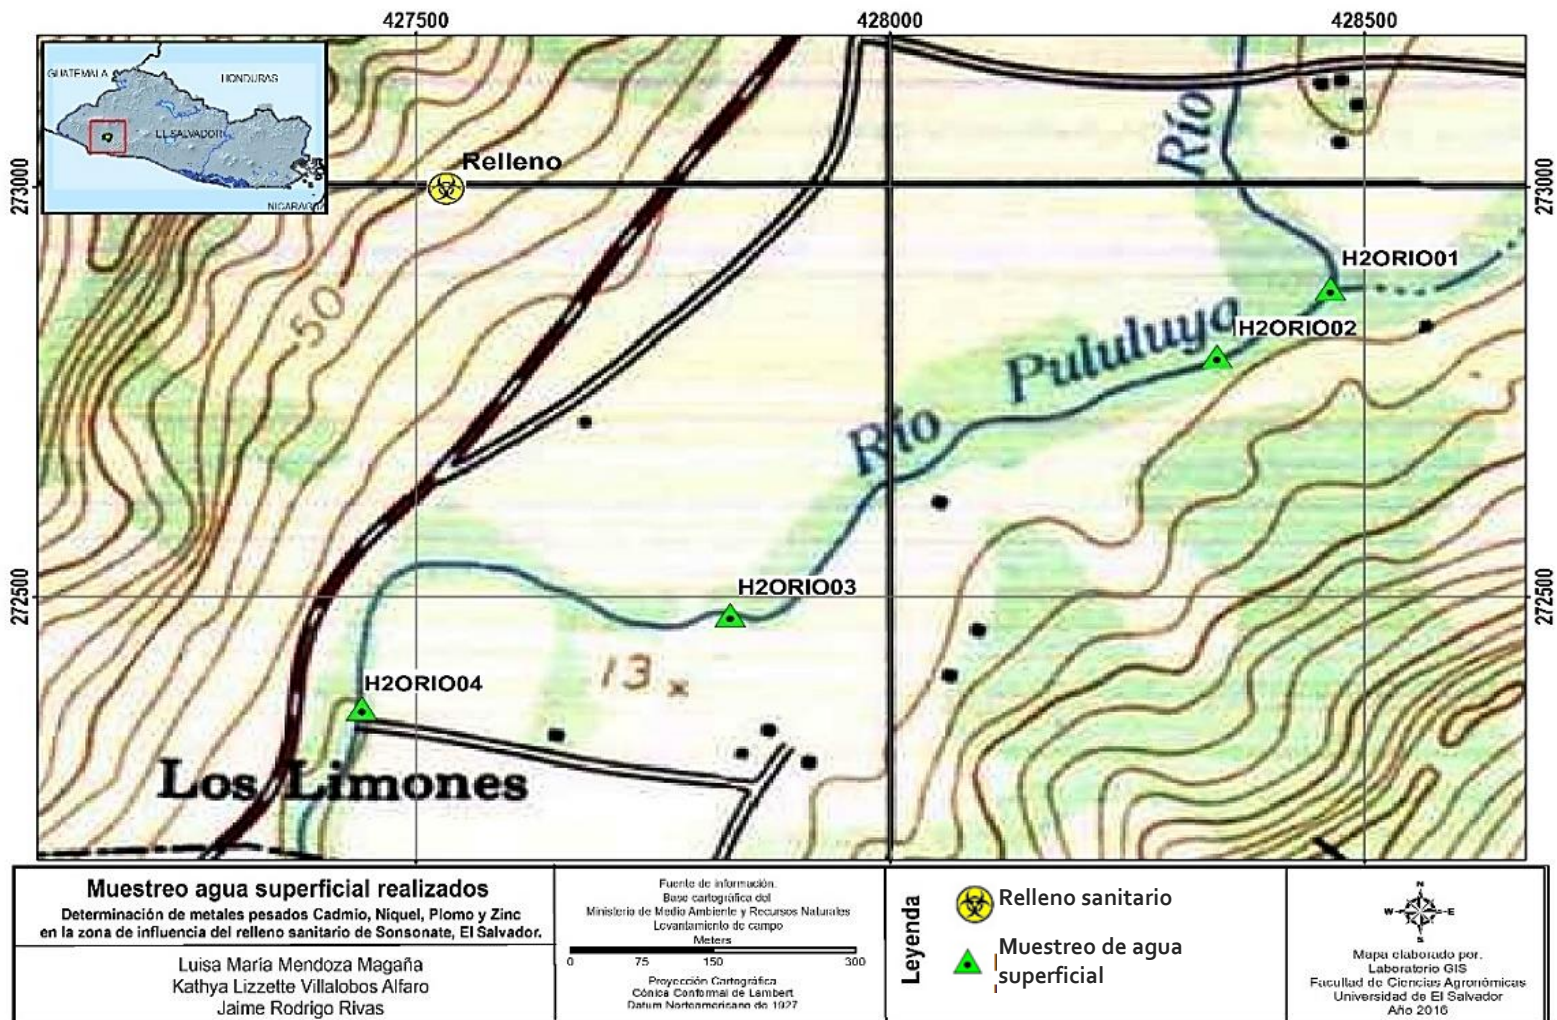 427500
428000
428500
GUATEMALA
HONDURAS
EL SALVADOR
NICARAGUA
Relleno
273000
273000
Río
H2ORIO01
H2ORIO02
50
Río Pululuya
272500
272500
H2ORIO03
13 x
H2ORIO04
Los Limones
Muestreo agua superficial realizados
Determinación de metales pesados Cadmio, Níquel, Plomo y Zinc
en la zona de influencia del relleno sanitario de Sonsonate, El Salvador.
Luisa María Mendoza Magaña
Kathya Lizzette Villalobos Alfaro
Jaime Rodrigo Rivas
Fuente de información.
Base cartográfica del
Ministerio de Medio Ambiente y Recursos Naturales
Levantamiento de campo
Meters
0 75 150 300
Proyección Cartográfica
Cónica Conformal de Lambert
Datum Norteamericano de 1927
Leyenda
Relleno sanitario
Muestreo de agua
superficial
N
W E
S
Mapa elaborado por:
Laboratorio GIS
Facultad de Ciencias Agronómicas
Universidad de El Salvador
Año 2016